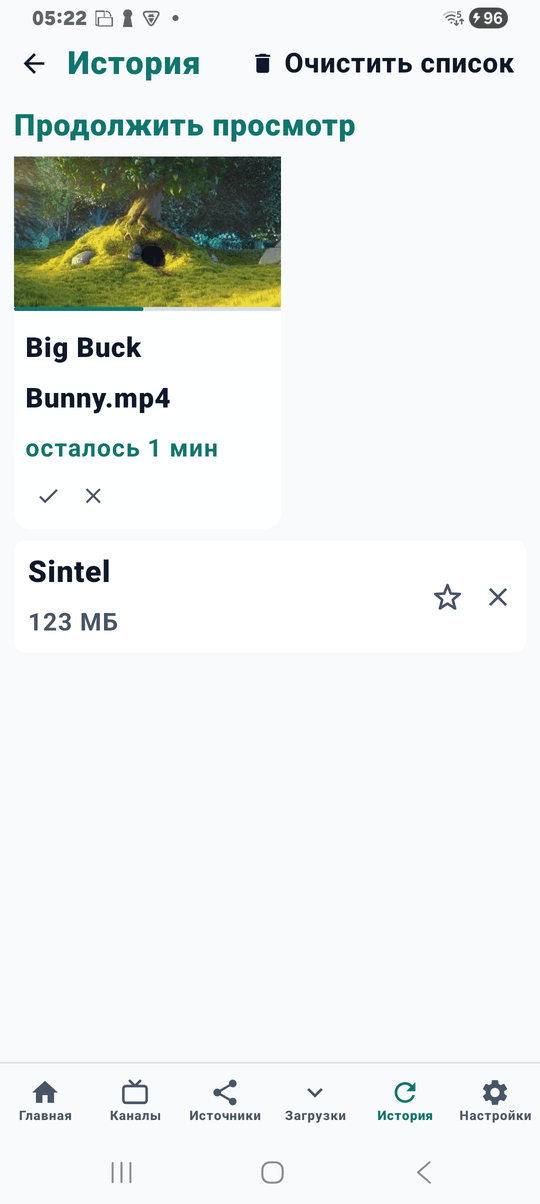 05:22
5
96
История
Очистить список
Продолжить просмотр
Big Buck
Bunny.mp4
осталось 1 мин
Sintel
123 МБ
Главная
Каналы
Источники
Загрузки
История
Настройки